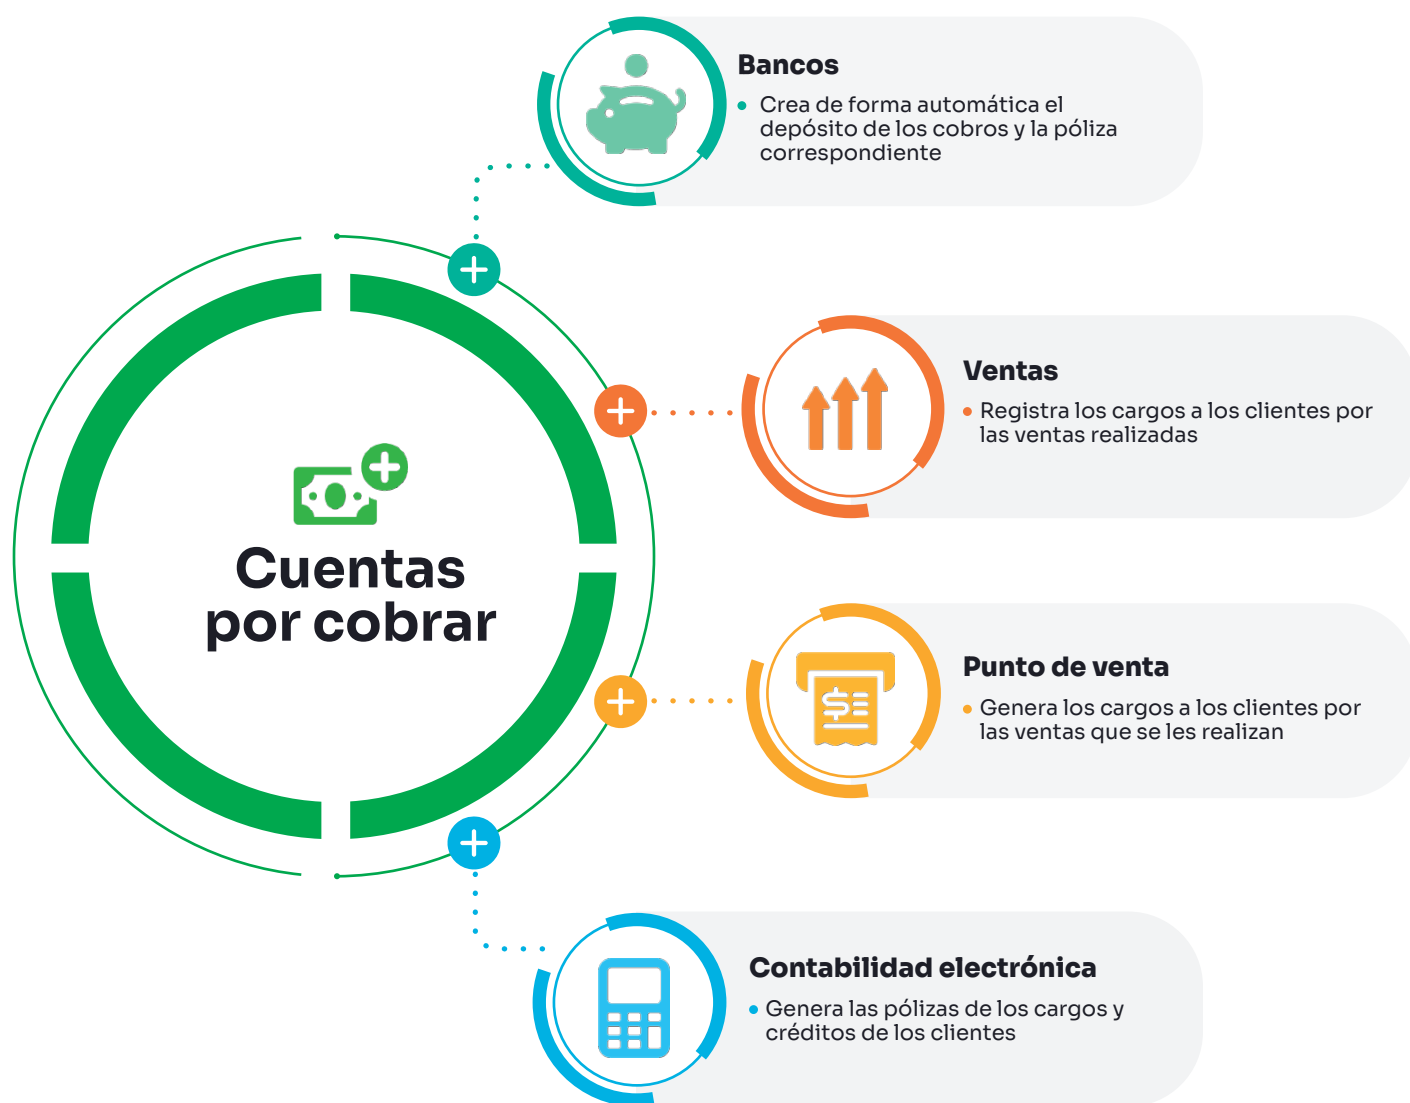 Bancos
Crea de forma automática el
depósito de los cobros y la póliza
correspondiente
Ventas
Registra los cargos a los clientes por
las ventas realizadas
Cuentas
por cobrar
Punto de venta
Genera los cargos a los clientes por
las ventas que se les realizan
Contabilidad electrónica
Genera las pólizas de los cargos y
créditos de los clientes